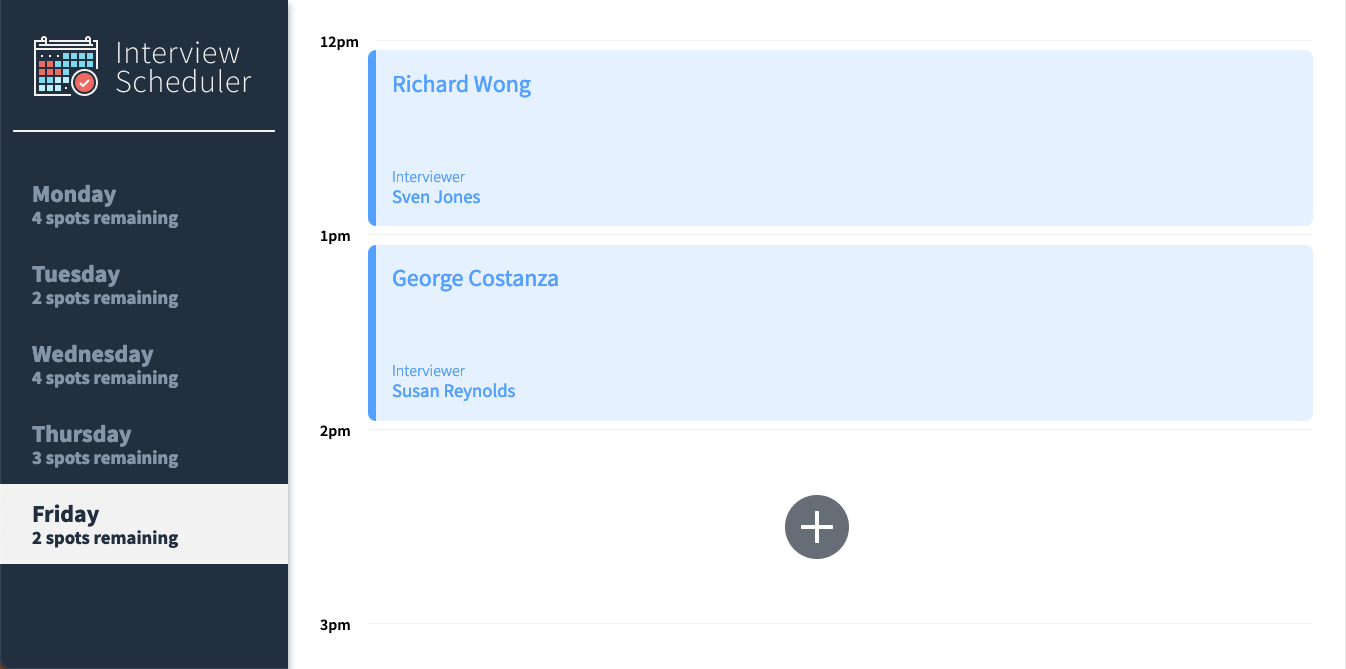 Interview
Scheduler
Monday
4 spots remaining
Tuesday
2 spots remaining
Wednesday
4 spots remaining
Thursday
3 spots remaining
Friday
2 spots remaining
12pm
Richard Wong
Interviewer
Sven Jones
1pm
George Costanza
Interviewer
Susan Reynolds
2pm
3pm